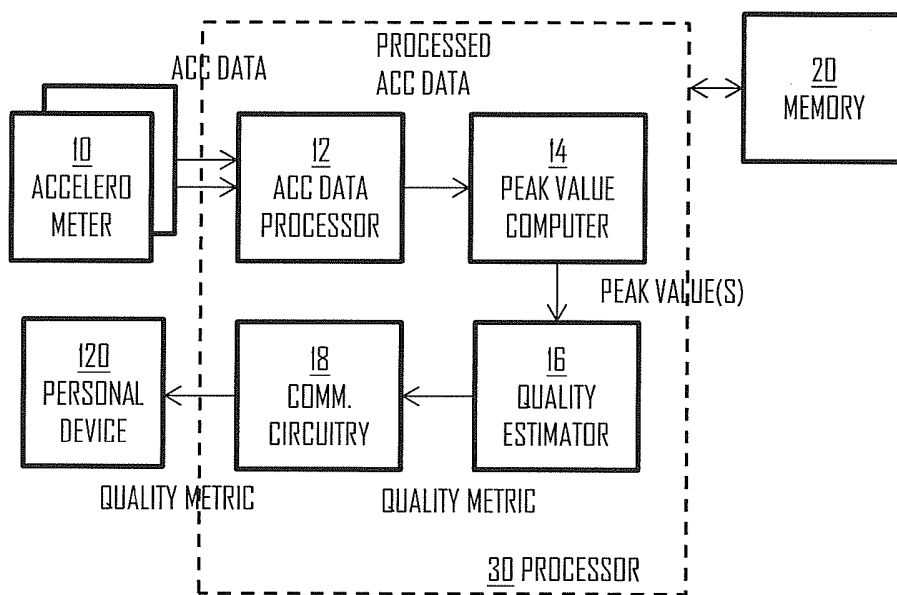 ACC DATA
PROCESSED
ACC DATA
10
ACCELERO
METER
12
ACC DATA
PROCESSOR
14
PEAK VALUE
COMPUTER
20
MEMORY
PEAK VALUE(S)
120
PERSONAL
DEVICE
18
COMM.
CIRCUITRY
16
QUALITY
ESTIMATOR
QUALITY METRIC
QUALITY METRIC
30 PROCESSOR